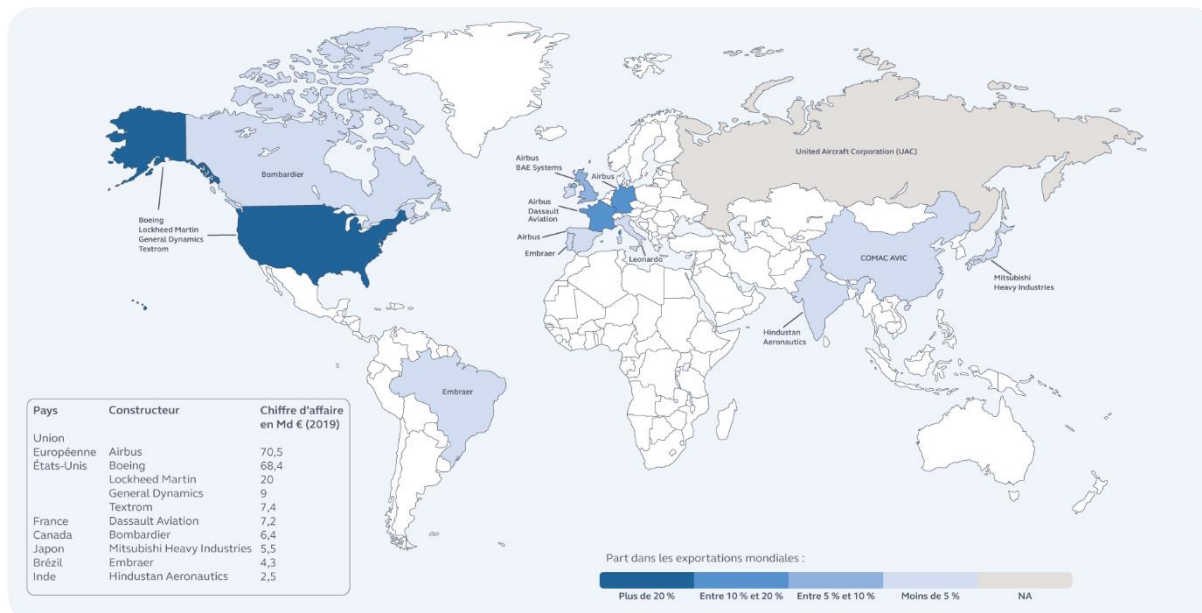 United Aircraft Corporation (UAC)
Airbus
BAE Systems
Airbus
Bombardier
Airbus
Dassault
Aviation
Boeing
Lockheed Martin
General Dynamics
Textrom
Airbus
Embraer
Leonardo
COMAC AVIC
Mitsubishi
Heavy Industries
Hindustan
Aeronautics
Embraer
Pays Constructeur Chiffre d'affaire
en Md € (2019)
Union
Européenne Airbus 70,5
États-Unis Boeing 68,4
Lockheed Martin 20
General Dynamics 9
Textrom 7,4
France Dassault Aviation 7,2
Canada Bombardier 6,4
Japon Mitsubishi Heavy Industries 5,5
Brézil Embraer 4,3
Inde Hindustan Aeronautics 2,5
Part dans les exportations mondiales :
Plus de 20 % Entre 10 % et 20 % Entre 5 % et 10 % Moins de 5 % NA